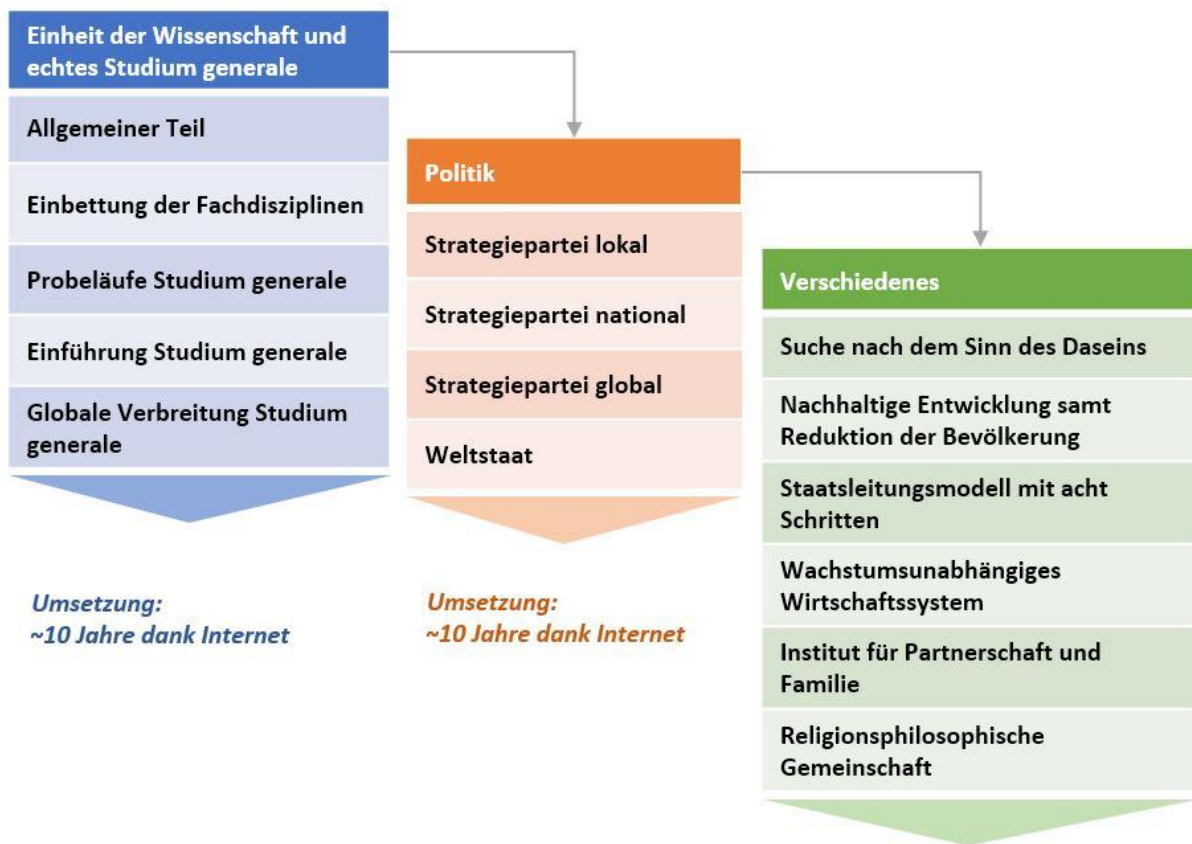 Einheit der Wissenschaft und
echtes Studium generale
Allgemeiner Teil
Einbettung der Fachdisziplinen
Probeläufe Studium generale
Einführung Studium generale
Globale Verbreitung Studium
generale
Umsetzung:
~10 Jahre dank Internet
Politik
Strategiepartei lokal
Strategiepartei national
Strategiepartei global
Weltstaat
Umsetzung:
~10 Jahre dank Internet
Verschiedenes
Suche nach dem Sinn des Daseins
Nachhaltige Entwicklung samt
Reduktion der Bevölkerung
Staatsleitungsmodell mit acht
Schritten
Wachstumsunabhängiges
Wirtschaftssystem
Institut für Partnerschaft und
Familie
Religionsphilosophische
Gemeinschaft